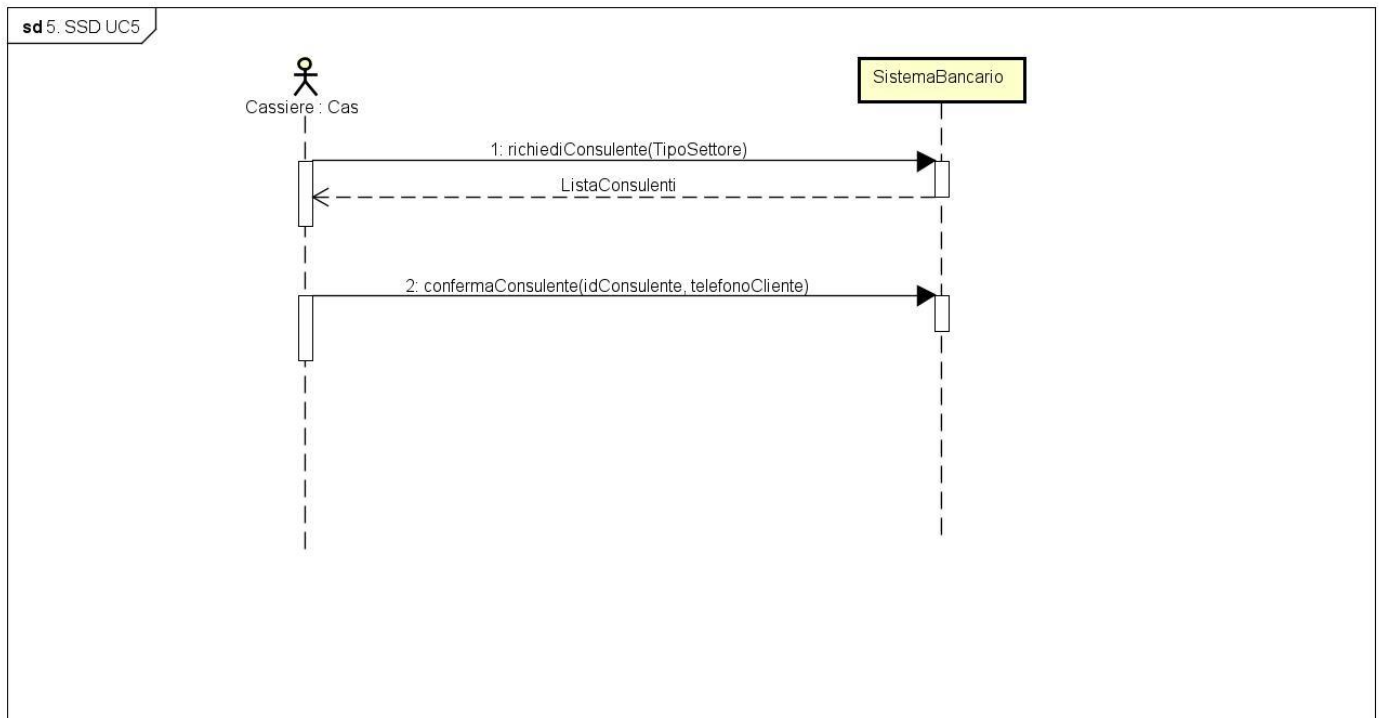 sd 5. SSD UC5
Cassiere : Cas
SistemaBancario
1: richiediConsulente(TipoSettore)
ListaConsulenti
2: confermaConsulente(idConsulente, telefonoCliente)